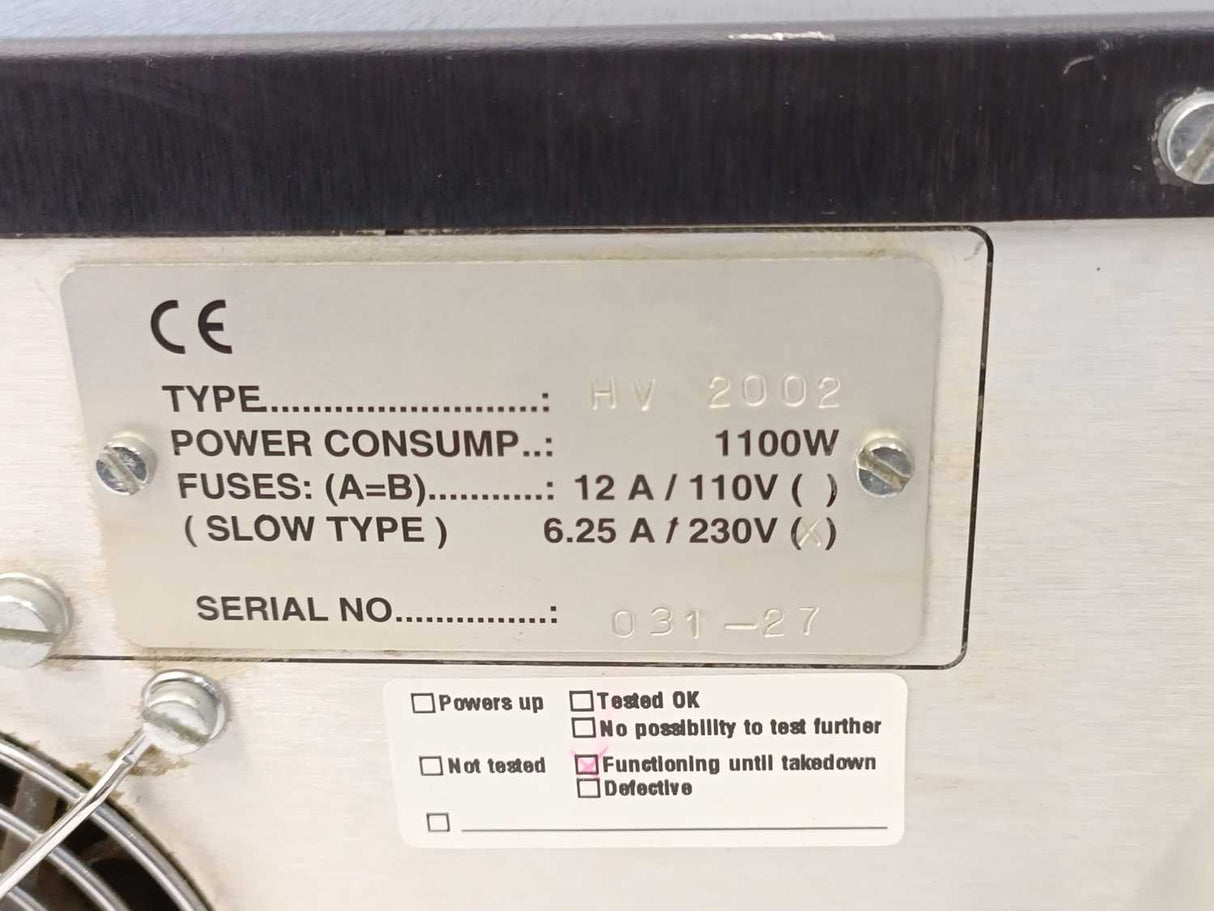 CE
TYPE.........................: HV 2002
POWER CONSUMP..: 1100W
FUSES: (A=B)...........: 12 A / 110V ( )
( SLOW TYPE ) 6.25 A / 230V (X)
SERIAL NO................: 031-27
☐ Powers up ☐ Tested OK
☐ No possibility to test further
☐ Not tested ☒ Functioning until takedown
☐ Defective
☐ ____________________